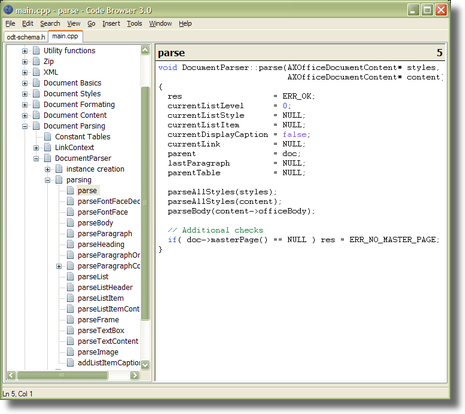 main.cpp - parse - Code Browser 3.0
File Edit Search View Go Insert Tools Window Help
odt-schema.h main.cpp
Utility functions
Zip
XML
Document Basics
Document Styles
Document Formating
Document Content
Document Parsing
Constant Tables
LinkContext
DocumentParser
instance creation
parsing
parse
parseFontFaceDec
parseFontFace
parseBody
parseParagraph
parseHeading
parseParagraphOr
parseParagraphCo
parseList
parseListHeader
parseListItem
parseListItemCont
parseFrame
parseTextBox
parseTextContent
parseImage
addListItemCaption
parse 5
void DocumentParser::parse(AXOfficeDocumentContent* styles,
AXOfficeDocumentContent* content)
{
res = ERR_OK;
currentListLevel = 0;
currentListStyle = NULL;
currentListItem = NULL;
currentDisplayCaption = false;
currentLink = NULL;
parent = doc;
lastParagraph = NULL;
parentTable = NULL;
parseAllStyles(styles);
parseAllStyles(content);
parseBody(content->officeBody);
// Additional checks
if( doc->masterPage() == NULL ) res = ERR_NO_MASTER_PAGE;
}
Ln 5, Col 1